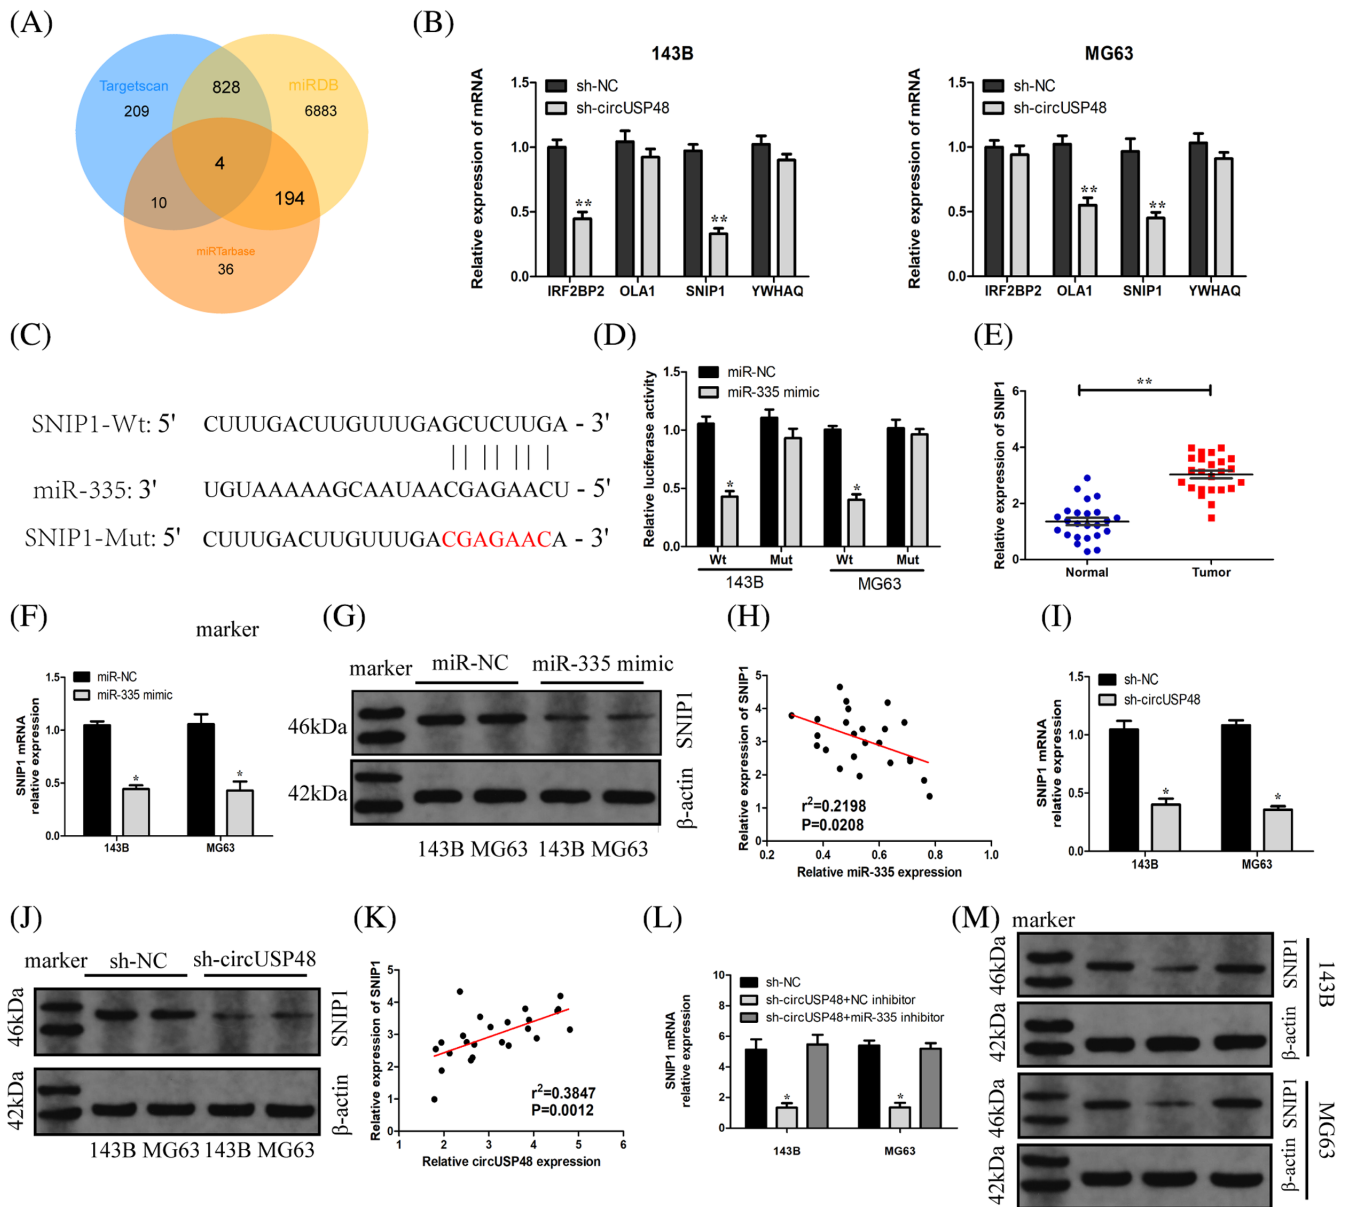 (A)
Targetscan
209
828
miRDB
6883
4
10
194
miRTarbase
36
(B)
143B
Relative expression of mRNA
1.5
1.0
0.5
0.0
sh-NC
sh-circUSP48
**
**
IRF2BP2 OLA1 SNIP1 YWHAQ
MG63
Relative expression of mRNA
1.5
1.0
0.5
0.0
sh-NC
sh-circUSP48
**
**
IRF2BP2 OLA1 SNIP1 YWHAQ
(C)
SNIP1-Wt: 5' CUUUGACUUGUUUGAGCUCUUGA - 3'
miR-335: 3' UGUAAAAAGCAAUAACGAGAACU - 5'
SNIP1-Mut: 5' CUUUGACUUGUUUGACGAGAACA - 3'
(D)
Relative luciferase activity
1.5
1.0
0.5
0.0
miR-NC
miR-335 mimic
*
*
Wt Mut Wt Mut
143B MG63
(E)
Relative expression of SNIP1
6
4
2
0
**
Normal Tumor
(F)
SNIP1 mRNA
relative expression
1.5
1.0
0.5
0.0
miR-NC
miR-335 mimic
*
*
143B MG63
marker
(G)
marker miR-NC miR-335 mimic
46kDa
SNIP1
42kDa
β-actin
143B MG63 143B MG63
(H)
Relative expression of SNIP1
5
4
3
2
1
0
r²=0.2198
P=0.0208
0.2 0.4 0.6 0.8 1.0
Relative miR-335 expression
(I)
SNIP1 mRNA
relative expression
1.5
1.0
0.5
0.0
sh-NC
sh-circUSP48
*
*
143B MG63
(J)
marker sh-NC sh-circUSP48
46kDa
SNIP1
42kDa
β-actin
143B MG63 143B MG63
(K)
Relative expression of SNIP1
5
4
3
2
1
0
r²=0.3847
P=0.0012
1 2 3 4 5 6
Relative circUSP48 expression
(L)
SNIP1 mRNA
relative expression
10
8
6
4
2
0
sh-NC
sh-circUSP48+NC inhibitor
sh-circUSP48+miR-335 inhibitor
*
*
143B MG63
(M)
marker
46kDa
SNIP1
42kDa
β-actin
143B
46kDa
SNIP1
42kDa
β-actin
MG63